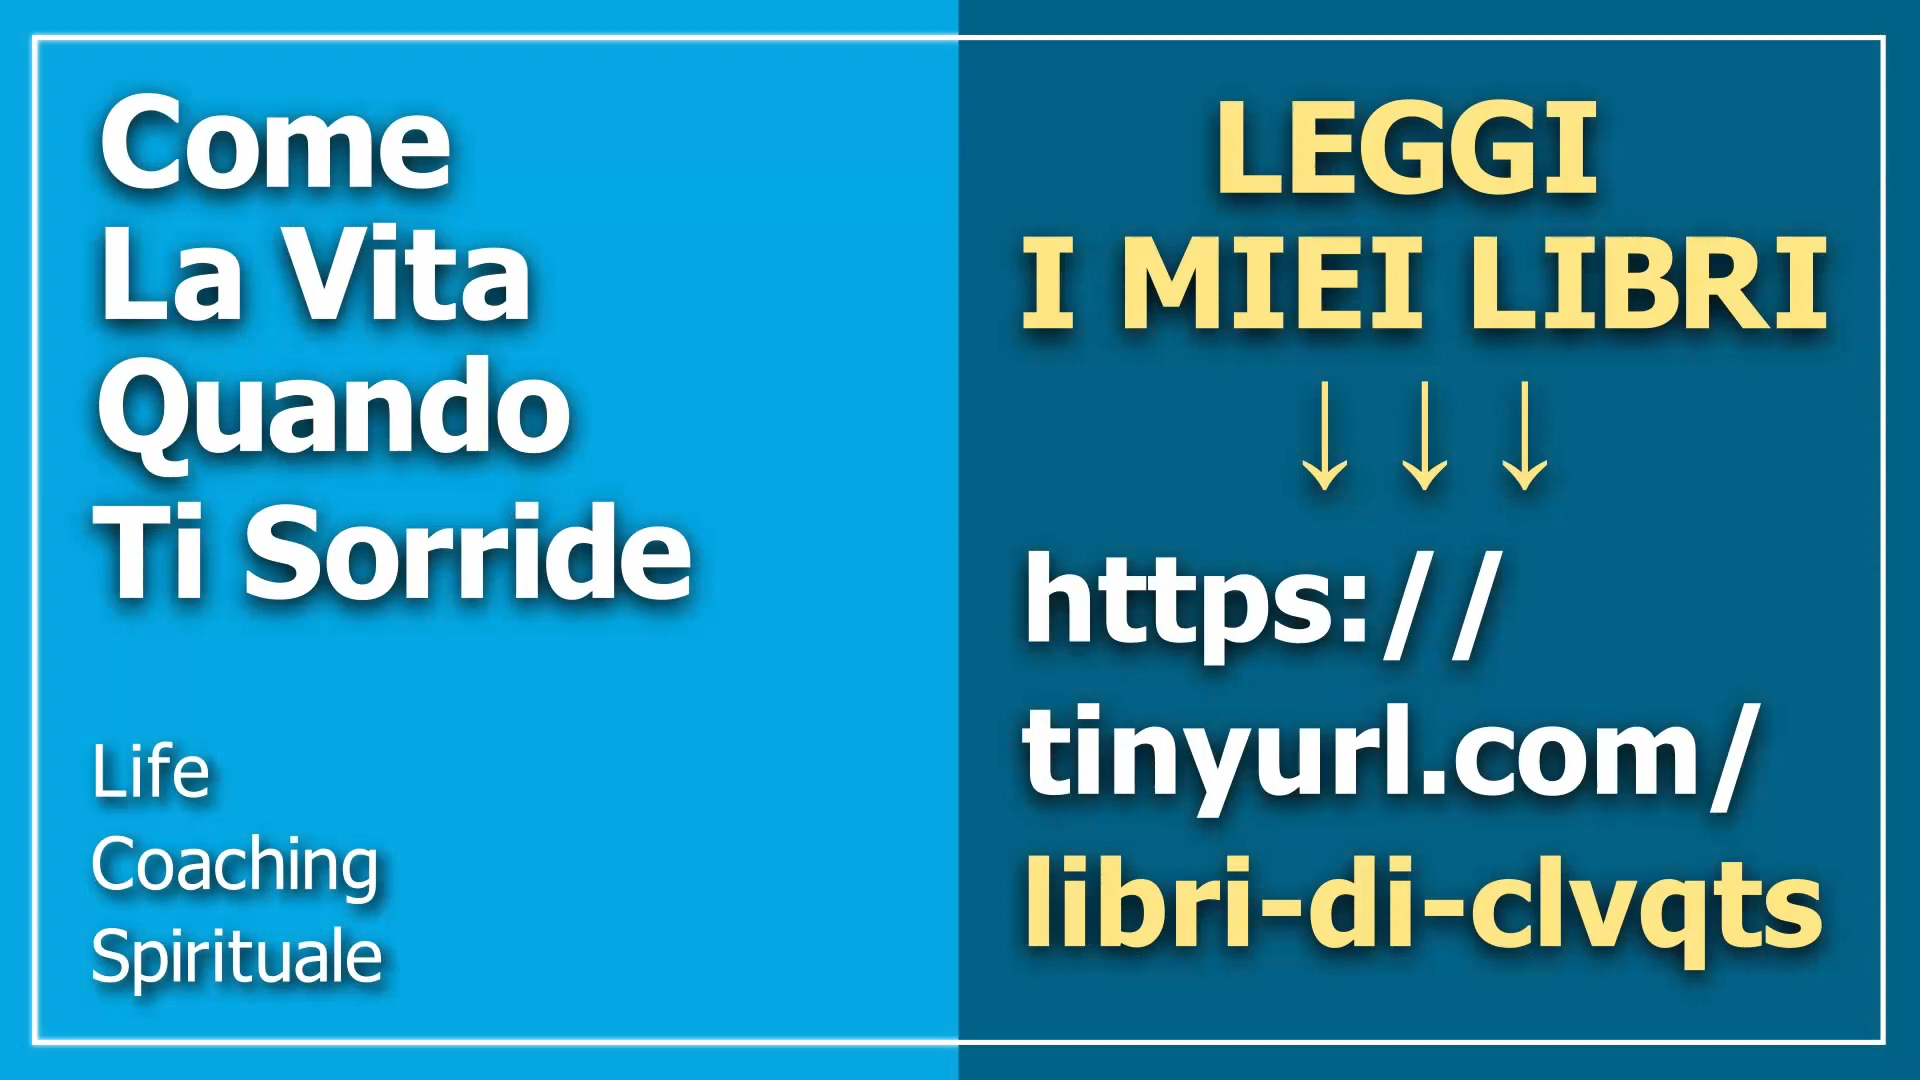 Come
La Vita
Quando
Ti Sorride
Life
Coaching
Spirituale
LEGGI
I MIEI LIBRI
↓ ↓ ↓
https://
tinyurl.com/
libri-di-clvqts